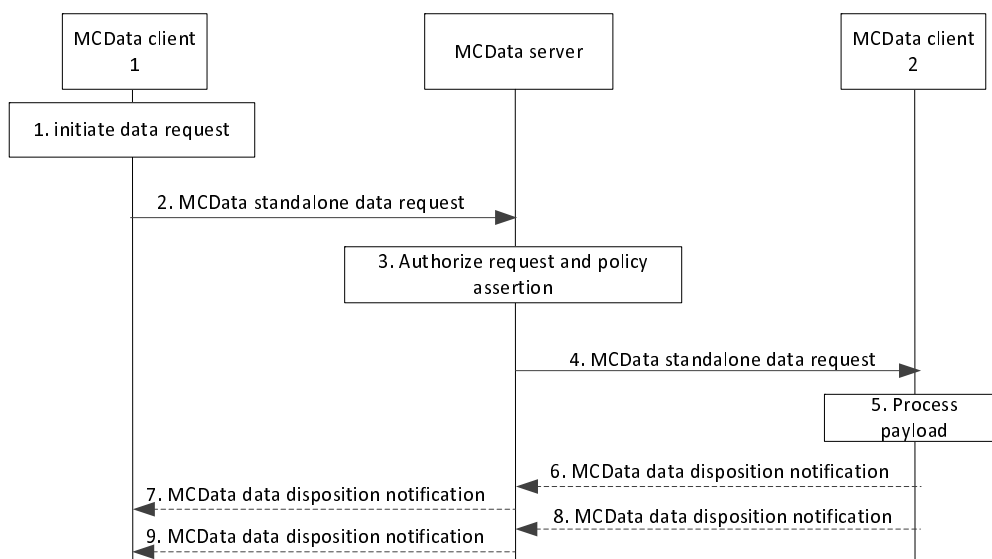 MCData client
1
MCData server
MCData client
2
1. initiate data request
2. MCData standalone data request
3. Authorize request and policy
assertion
4. MCData standalone data request
5. Process
payload
6. MCData data disposition notification
7. MCData data disposition notification
8. MCData data disposition notification
9. MCData data disposition notification